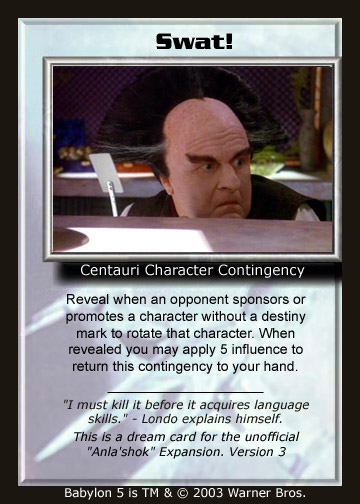 Swat!
Centauri Character Contingency
Reveal when an opponent sponsors or
promotes a character without a destiny
mark to rotate that character. When
revealed you may apply 5 influence to
return this contingency to your hand.
"I must kill it before it acquires language
skills." - Londo explains himself.
This is a dream card for the unofficial
"Anla'shok" Expansion. Version 3
Babylon 5 is TM & © 2003 Warner Bros.